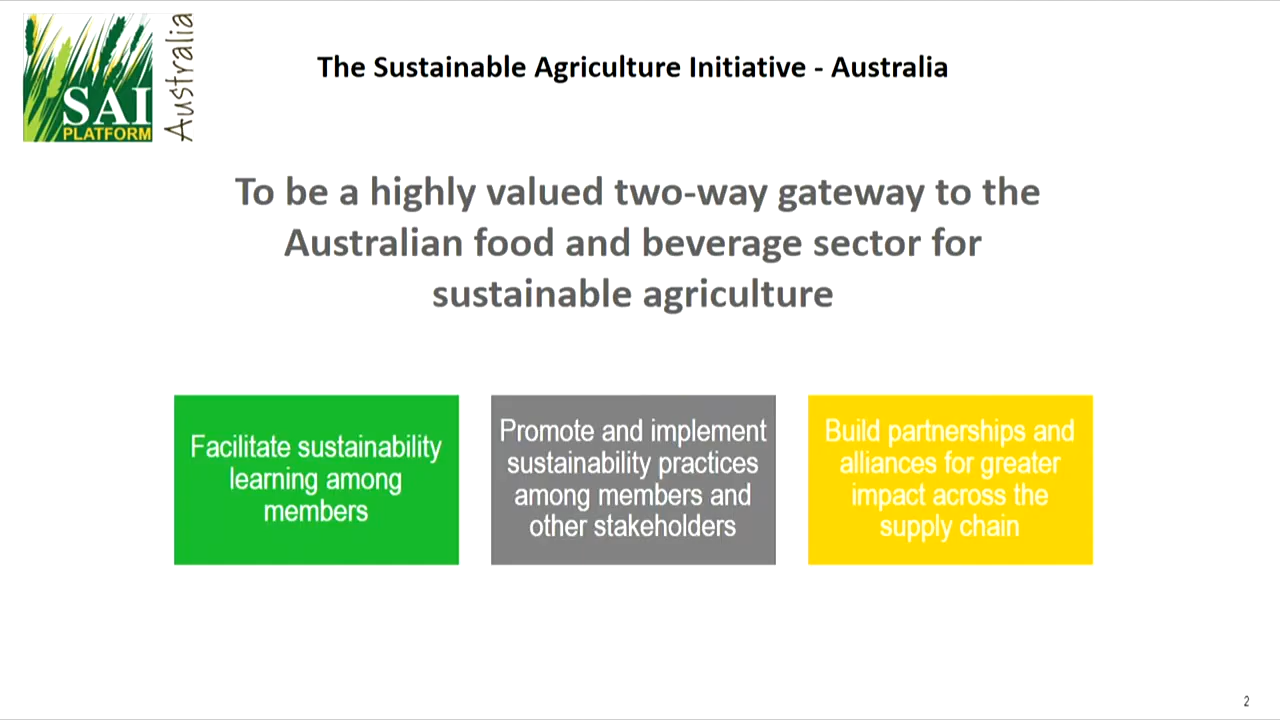 SAI
PLATFORM
Australia
The Sustainable Agriculture Initiative - Australia
To be a highly valued two-way gateway to the
Australian food and beverage sector for
sustainable agriculture
Facilitate sustainability
learning among
members
Promote and implement
sustainability practices
among members and
other stakeholders
Build partnerships and
alliances for greater
impact across the
supply chain
2